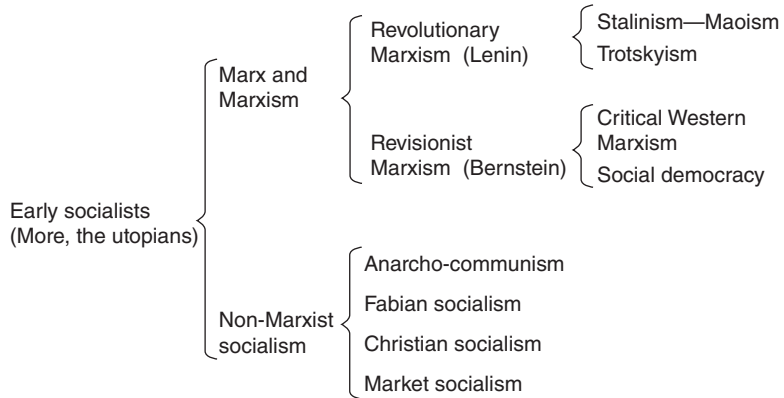 Early socialists
(More, the utopians)
Marx and
Marxism
Revolutionary
Marxism (Lenin)
Stalinism—Maoism
Trotskyism
Revisionist
Marxism (Bernstein)
Critical Western
Marxism
Social democracy
Non-Marxist
socialism
Anarcho-communism
Fabian socialism
Christian socialism
Market socialism